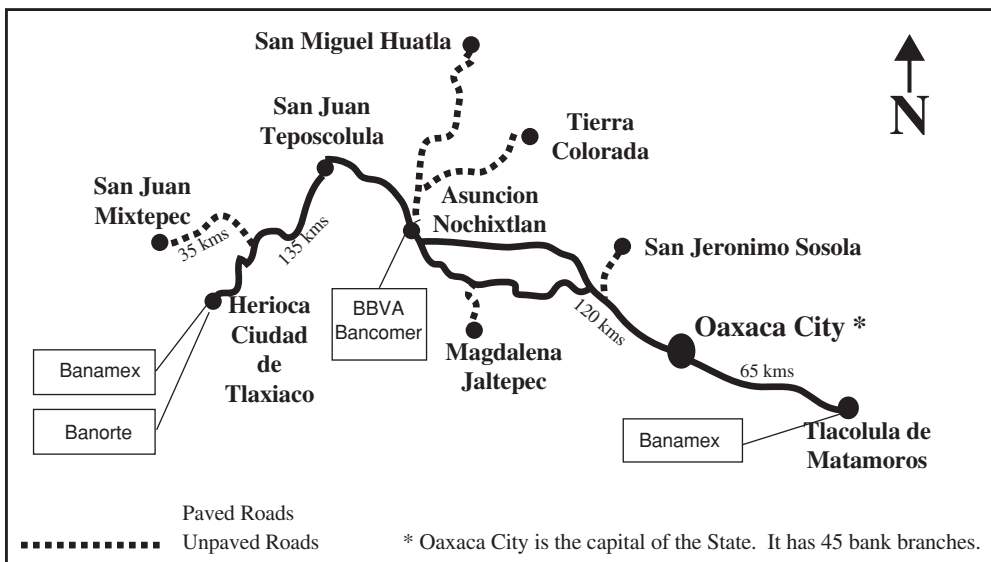 San Miguel Huatla
N
San Juan
Teposcolula
Tierra
Colorada
San Juan
Mixtepec
Asuncion
Nochixtlan
35 kms
135 kms
San Jeronimo Sosola
Herioca
Ciudad
de
Tlaxiaco
BBVA
Bancomer
120 kms
Oaxaca City *
Magdalena
Jaltepec
65 kms
Banamex
Banorte
Banamex
Tlacolula de
Matamoros
Paved Roads
Unpaved Roads
* Oaxaca City is the capital of the State. It has 45 bank branches.